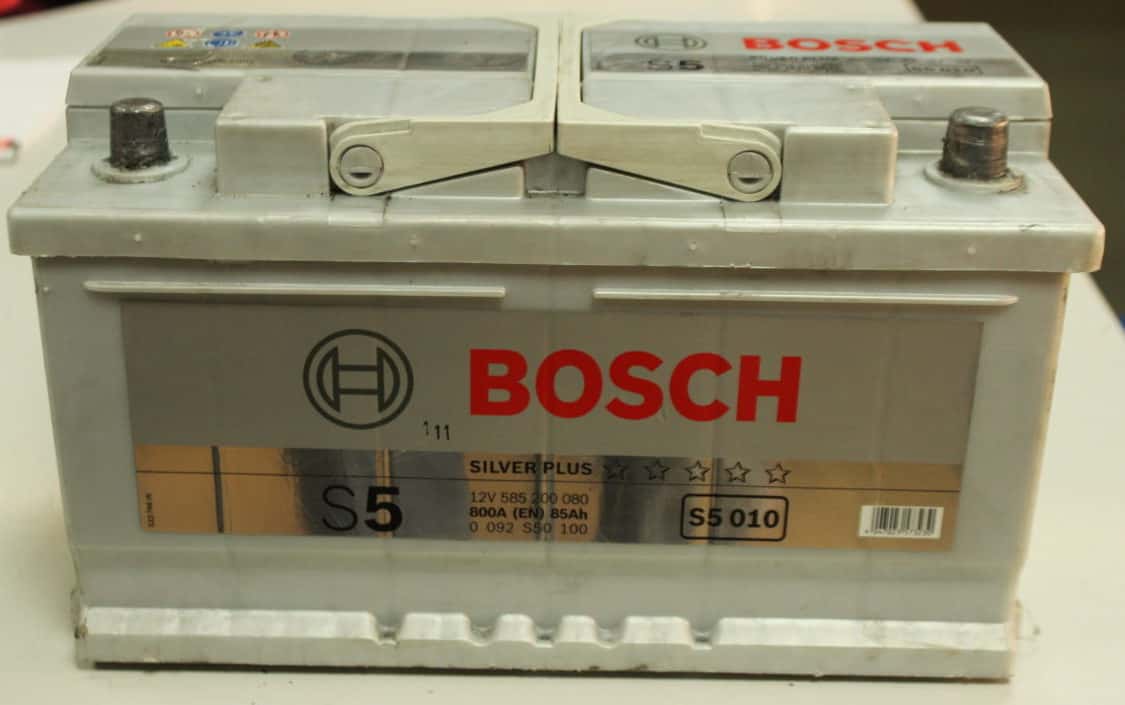 BOSCH
S5
BOSCH
111
SILVER PLUS
S5
12V 585 200 080
800A (EN) 85Ah
0 092 S50 100
S5 010